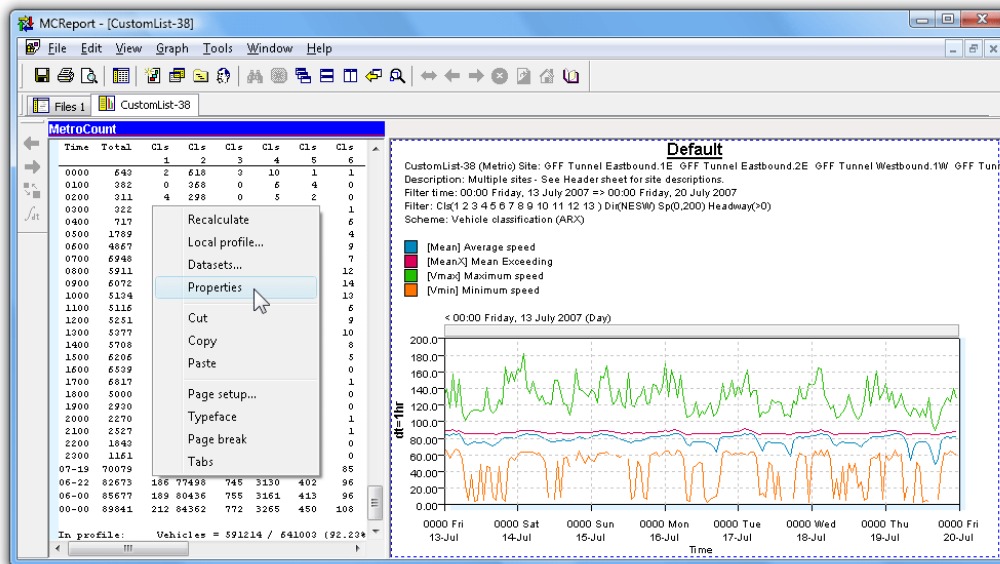 MCReport - [CustomList-38]
File Edit View Graph Tools Window Help
Files 1 CustomList-38
MetroCount
Time Total Cls Cls Cls Cls Cls Cls
1 2 3 4 5 6
0000 643 2 618 3 10 1 1
0100 382 0 368 0 6 4 0
0200 311 4 298 0 5 2 0
0300 322 1
0400 717 6
0500 1789 4
0600 4867 9
0700 6948 7
0800 5911 12
0900 6072 14
1000 5134 13
1100 5116 6
1200 5251 9
1300 5377 10
1400 5708 8
1500 6206 5
1600 6539 0
1700 6817 1
1800 5000 0
1900 2930 0
2000 2270 1
2100 2527 1
2200 1843 0
2300 1161 0
07-19 70079 85
06-22 82673 186 77498 745 3130 402 96
06-00 85677 189 80436 755 3161 413 96
00-00 89841 212 84362 772 3265 450 108
In profile: Vehicles = 591214 / 641003 (92.23%
Recalculate
Local profile...
Datasets...
Properties
Cut
Copy
Paste
Page setup...
Typeface
Page break
Tabs
Default
CustomList-38 (Metric) Site: GFF Tunnel Eastbound.1E GFF Tunnel Eastbound.2E GFF Tunnel Westbound.1W GFF Tun
Description: Multiple sites - See Header sheet for site descriptions.
Filter time: 00:00 Friday, 13 July 2007 => 00:00 Friday, 20 July 2007
Filter: Cls(1 2 3 4 5 6 7 8 9 10 11 12 13 ) Dir(NESW) Sp(0,200) Headway(>0)
Scheme: Vehicle classification (ARX)
[Mean] Average speed
[MeanX] Mean Exceeding
[Vmax] Maximum speed
[Vmin] Minimum speed
< 00:00 Friday, 13 July 2007 (Day)
200.0
180.0
160.0
140.0
120.0
100.0
80.00
60.00
40.00
20.00
0.00
dt=1hr
0000 Fri 0000 Sat 0000 Sun 0000 Mon 0000 Tue 0000 Wed 0000 Thu 0000 Fri
13-Jul 14-Jul 15-Jul 16-Jul 17-Jul 18-Jul 19-Jul 20-Jul
Time